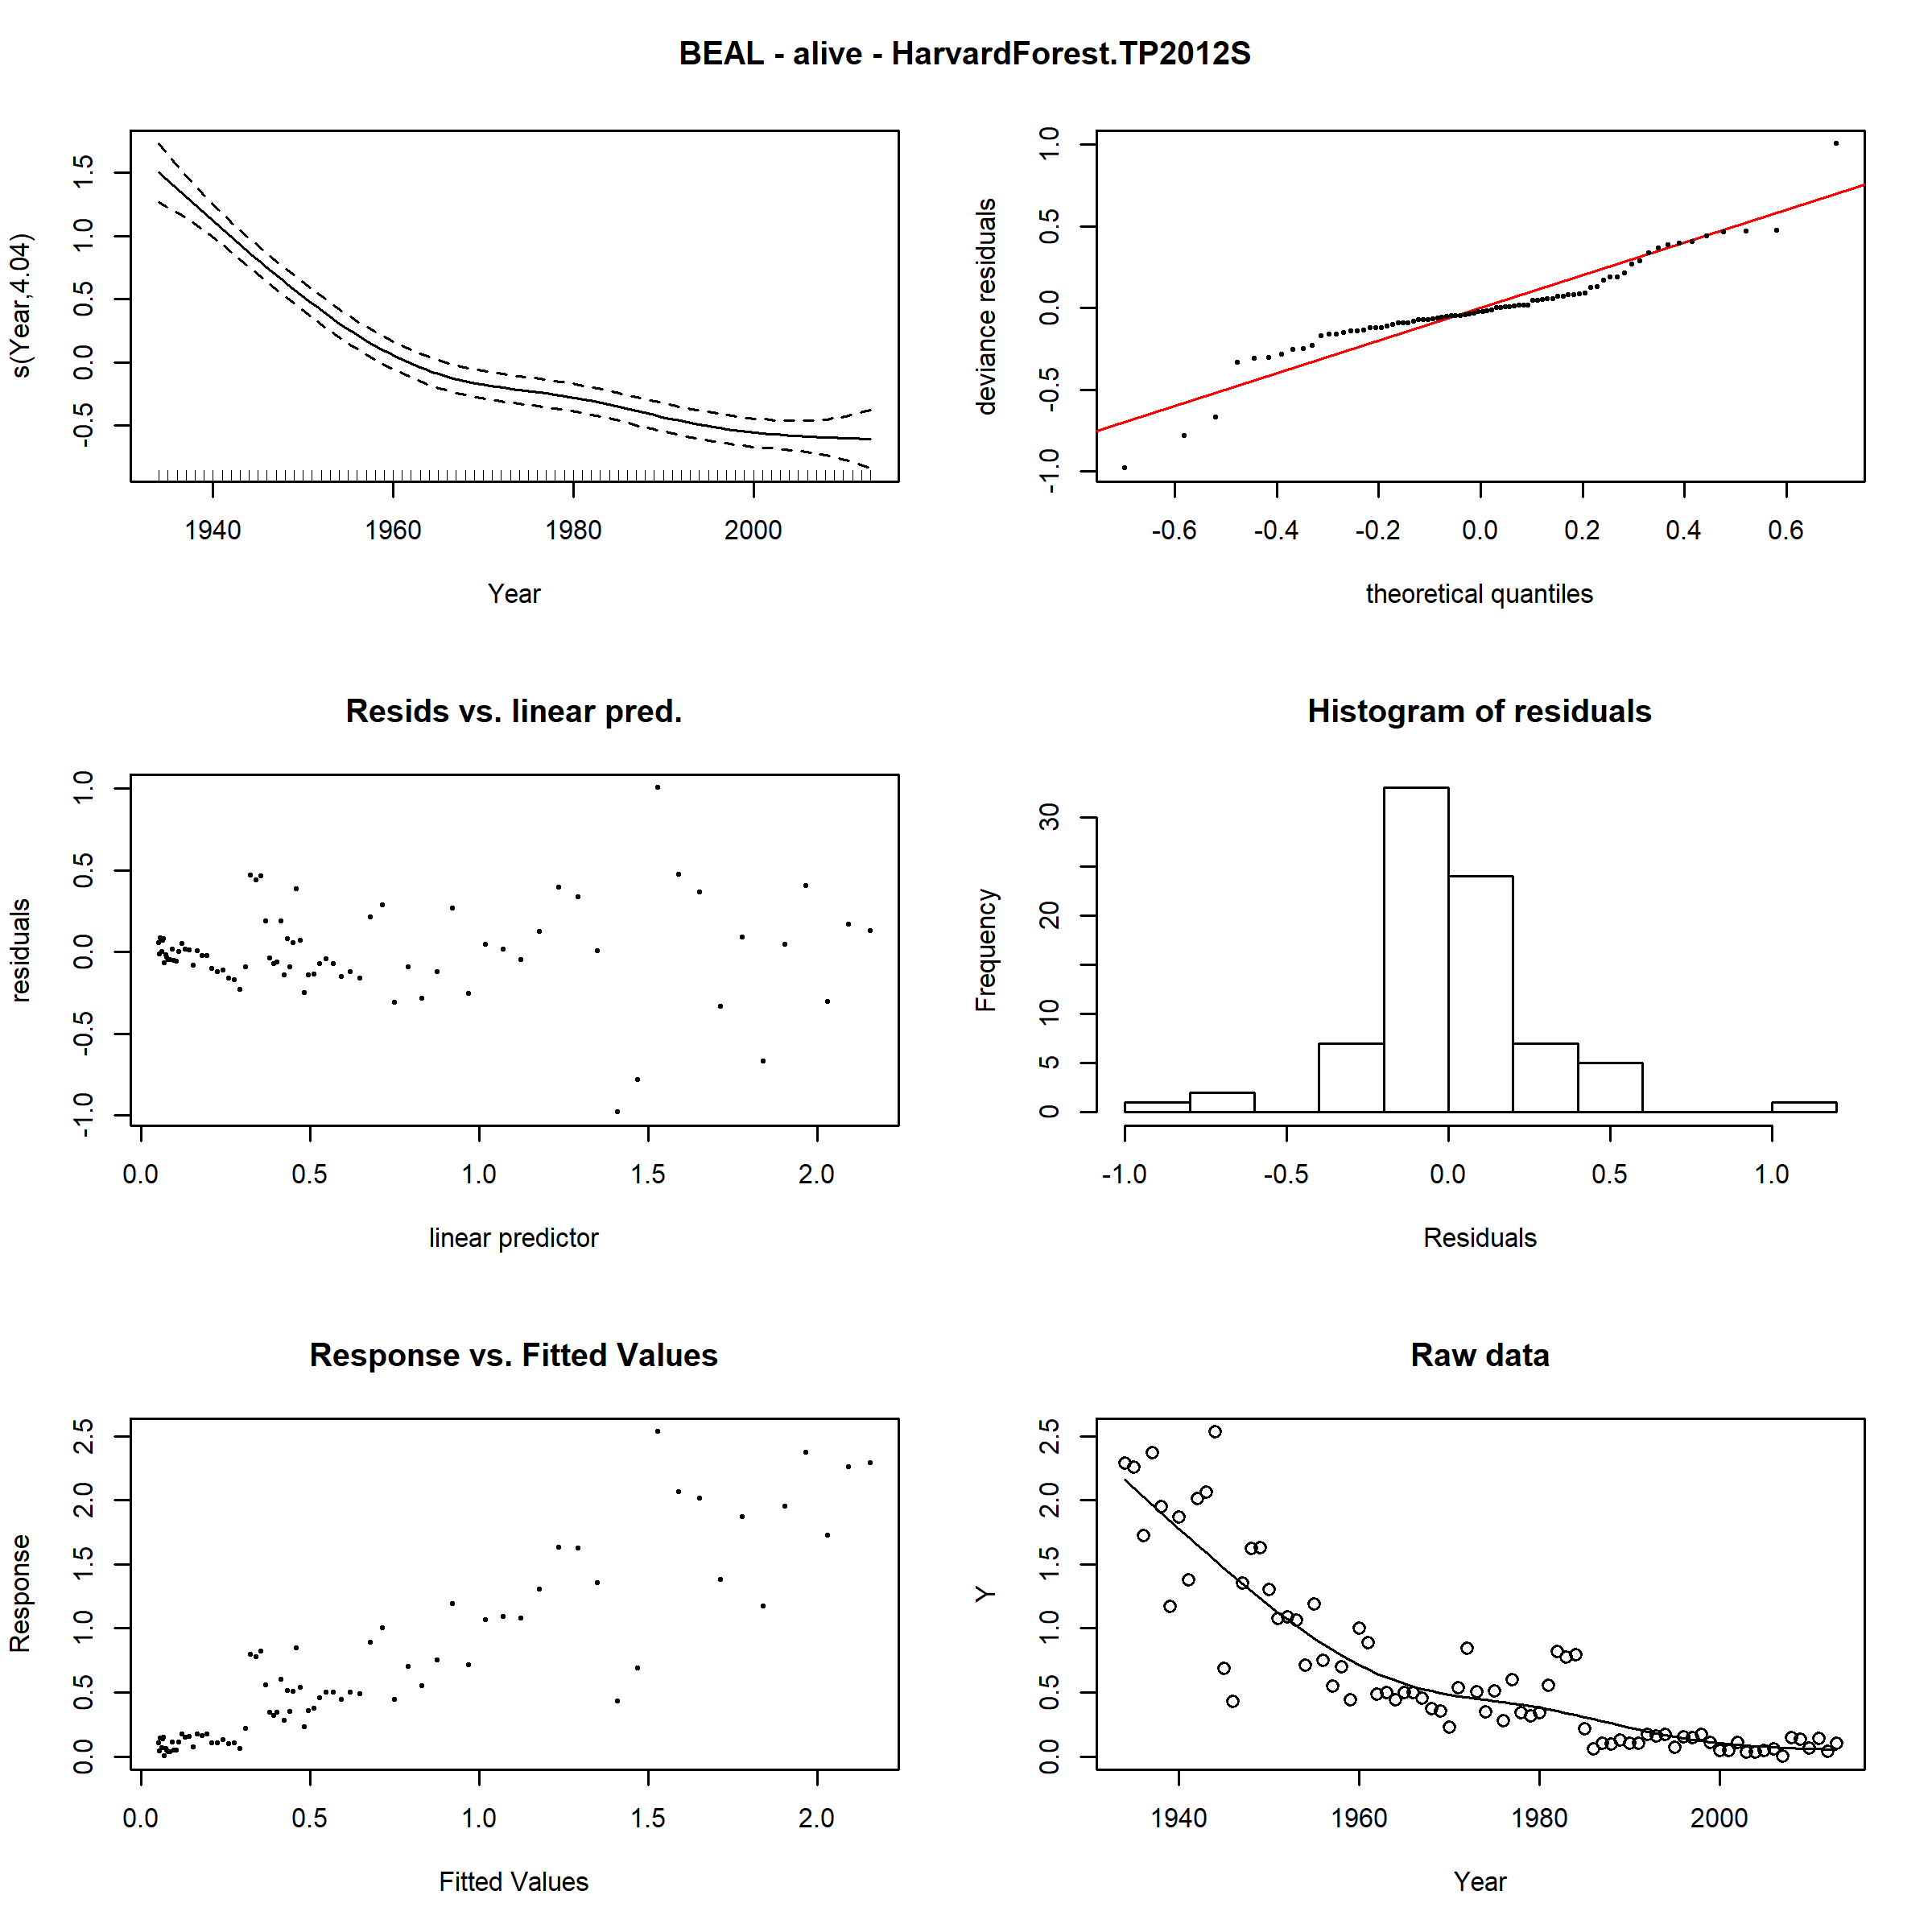 BEAL - alive - HarvardForest.TP2012S
s(Year,4.04)
1.5
1.0
0.5
0.0
-0.5
1940 1960 1980 2000
Year
deviance residuals
1.0
0.5
0.0
-0.5
-1.0
-0.6 -0.4 -0.2 0.0 0.2 0.4 0.6
theoretical quantiles
Resids vs. linear pred.
residuals
1.0
0.5
0.0
-0.5
-1.0
0.0 0.5 1.0 1.5 2.0
linear predictor
Histogram of residuals
Frequency
30
20
10
5
0
-1.0 -0.5 0.0 0.5 1.0
Residuals
Response vs. Fitted Values
Response
2.5
2.0
1.5
1.0
0.5
0.0
0.0 0.5 1.0 1.5 2.0
Fitted Values
Raw data
Y
2.5
2.0
1.5
1.0
0.5
0.0
1940 1960 1980 2000
Year